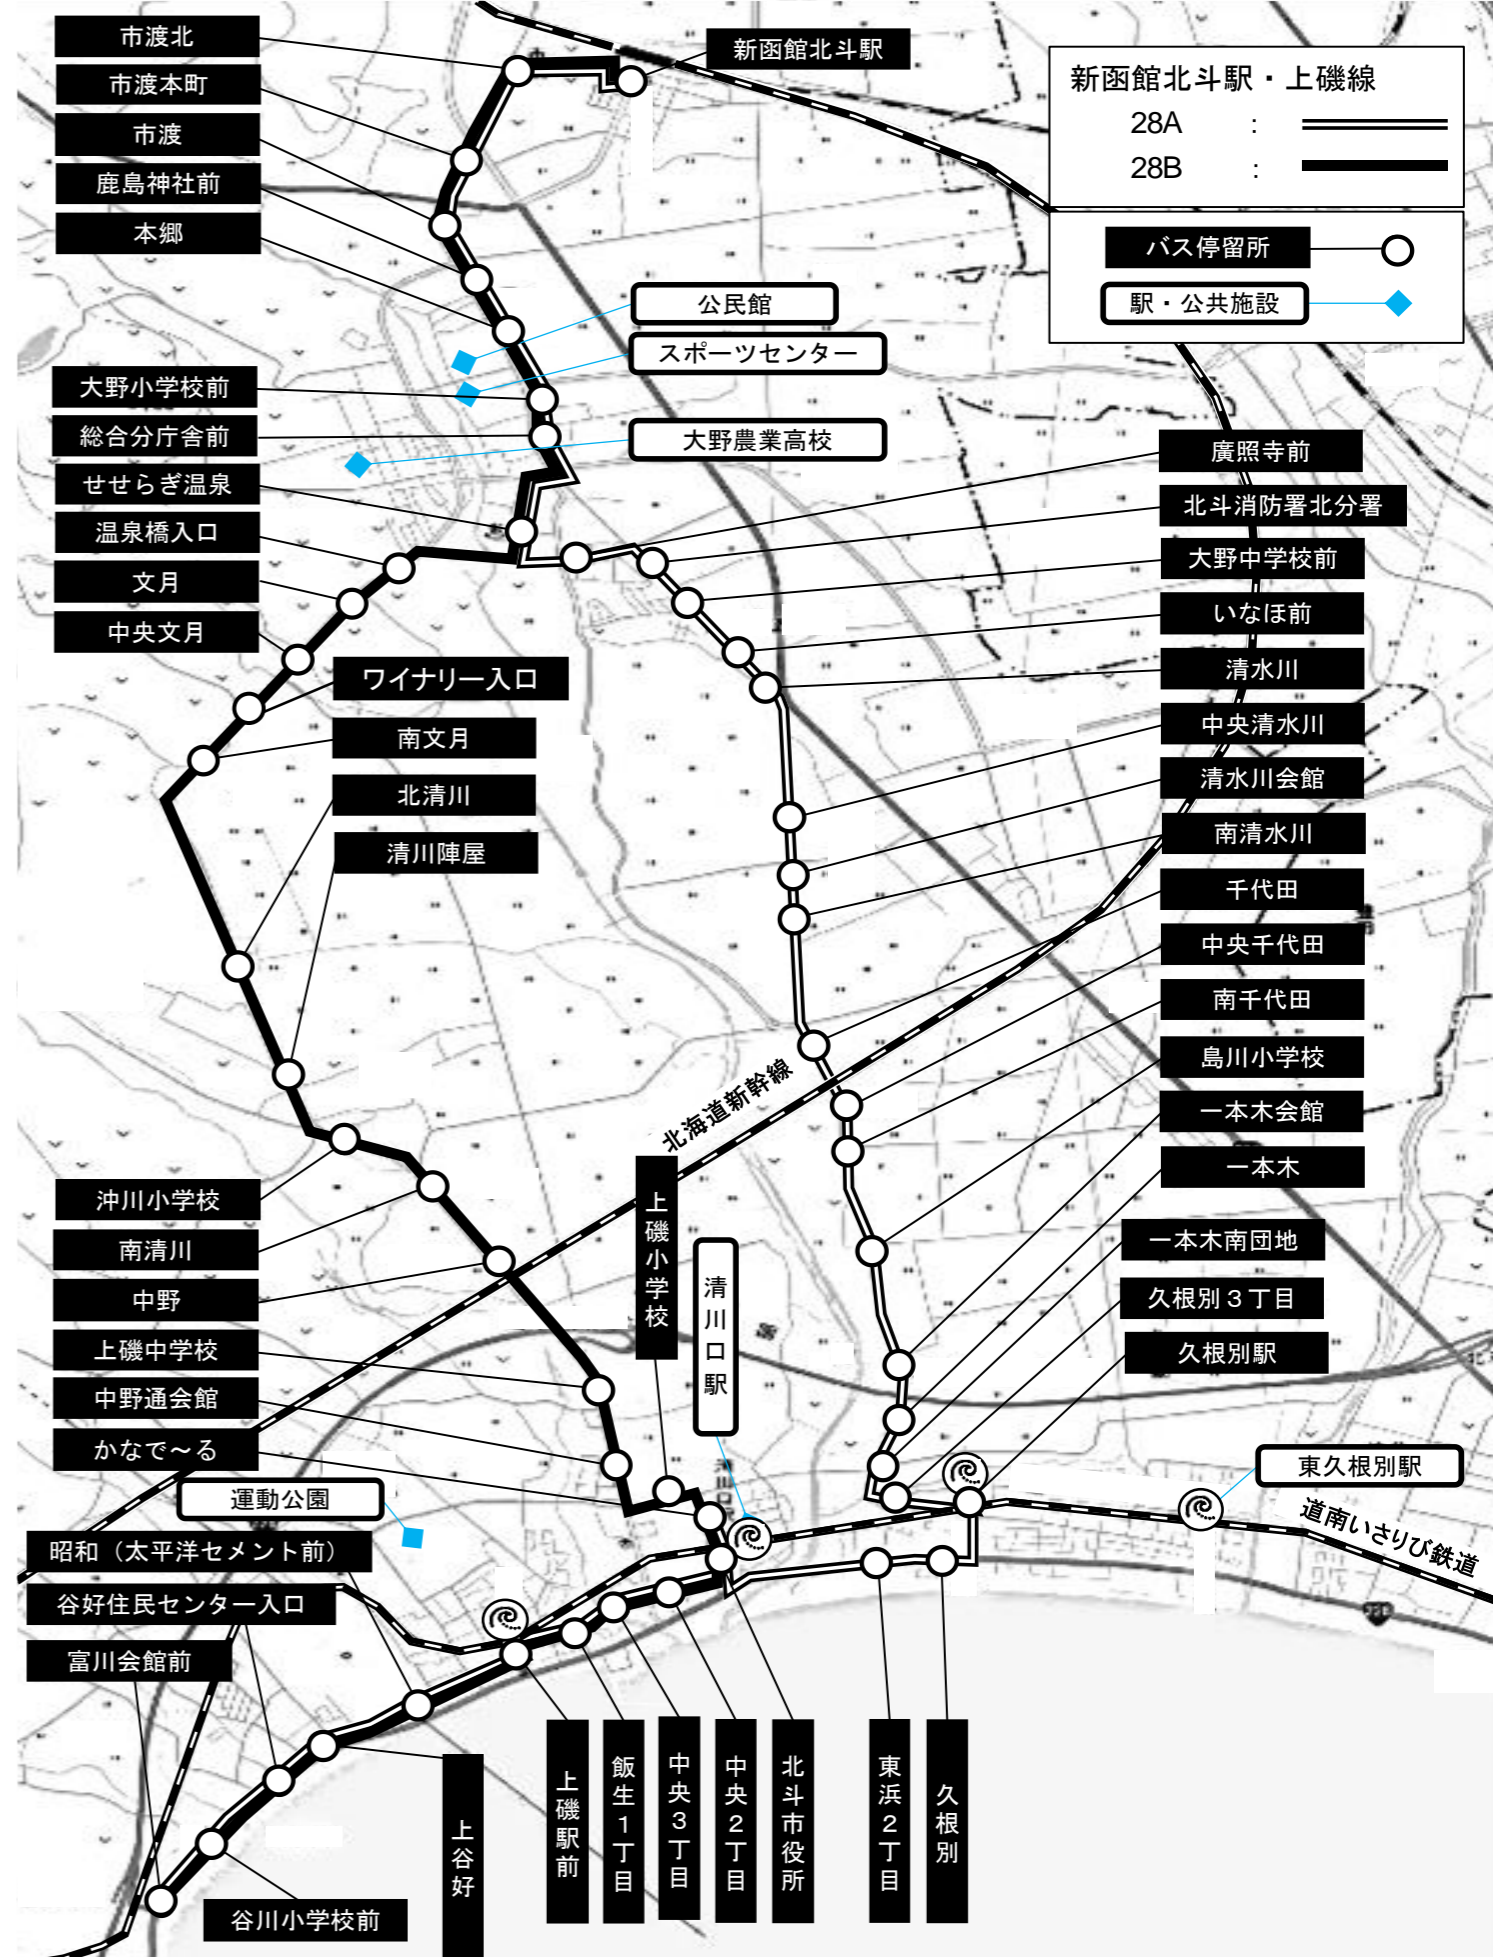 市渡北
市渡本町
市渡
鹿島神社前
本郷
新函館北斗駅
新函館北斗駅・上磯線
28A :
28B :
バス停留所
駅・公共施設
公民館
スポーツセンター
大野農業高校
大野小学校前
総合分庁舎前
せせらぎ温泉
温泉橋入口
文月
中央文月
ワイナリー入口
南文月
北清川
清川陣屋
廣照寺前
北斗消防署北分署
大野中学校前
いなほ前
清水川
中央清水川
清水川会館
南清水川
千代田
中央千代田
南千代田
島川小学校
一本木会館
一本木
一本木南団地
久根別3丁目
久根別駅
北海道新幹線
上磯小学校
清川口駅
沖川小学校
南清川
中野
上磯中学校
中野通会館
かなで~る
運動公園
東久根別駅
道南いさりび鉄道
昭和(太平洋セメント前)
谷好住民センター入口
富川会館前
谷川小学校前
上谷好
上磯駅前
飯生1丁目
中央3丁目
中央2丁目
北斗市役所
東浜2丁目
久根別